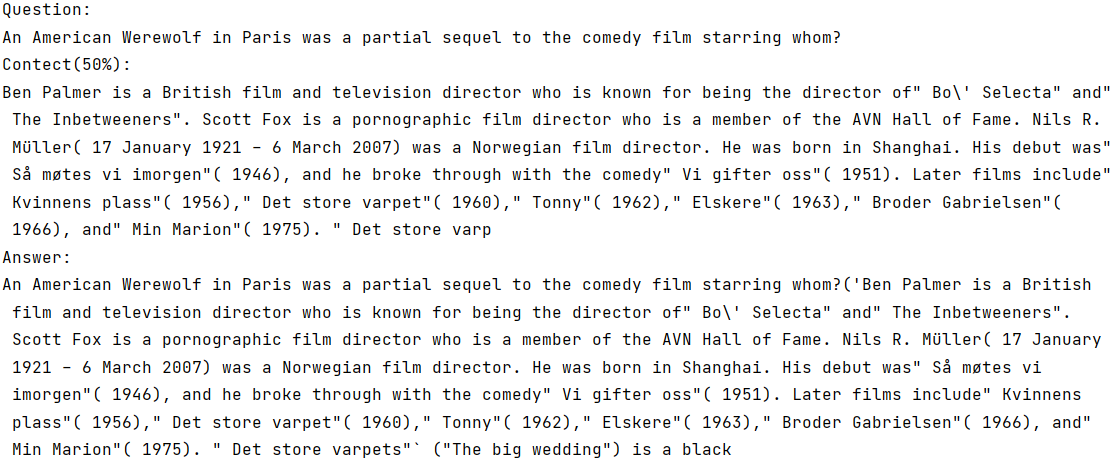 Question:
An American Werewolf in Paris was a partial sequel to the comedy film starring whom?
Contect(50%):
Ben Palmer is a British film and television director who is known for being the director of" Bo\' Selecta" and"
The Inbetweeners". Scott Fox is a pornographic film director who is a member of the AVN Hall of Fame. Nils R.
Müller( 17 January 1921 – 6 March 2007) was a Norwegian film director. He was born in Shanghai. His debut was"
Så møtes vi imorgen"( 1946), and he broke through with the comedy" Vi gifter oss"( 1951). Later films include"
Kvinnens plass"( 1956)," Det store varpet"( 1960)," Tonny"( 1962)," Elskere"( 1963)," Broder Gabrielsen"(
1966), and" Min Marion"( 1975). " Det store varp
Answer:
An American Werewolf in Paris was a partial sequel to the comedy film starring whom?('Ben Palmer is a British
film and television director who is known for being the director of" Bo\' Selecta" and" The Inbetweeners".
Scott Fox is a pornographic film director who is a member of the AVN Hall of Fame. Nils R. Müller( 17 January
1921 – 6 March 2007) was a Norwegian film director. He was born in Shanghai. His debut was" Så møtes vi
imorgen"( 1946), and he broke through with the comedy" Vi gifter oss"( 1951). Later films include" Kvinnens
plass"( 1956)," Det store varpet"( 1960)," Tonny"( 1962)," Elskere"( 1963)," Broder Gabrielsen"( 1966), and"
Min Marion"( 1975). " Det store varpets"` ("The big wedding") is a black